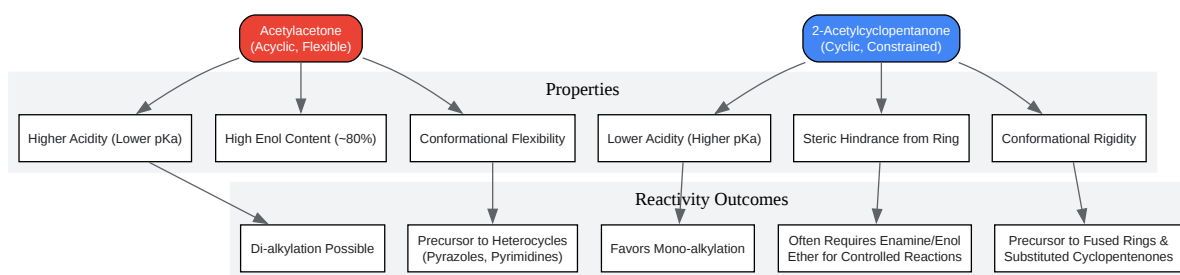 Acetylacetone
(Acyclic, Flexible)
2-Acetylcyclopentanone
(Cyclic, Constrained)
Properties
Higher Acidity (Lower pKa)
High Enol Content (~80%)
Conformational Flexibility
Lower Acidity (Higher pKa)
Steric Hindrance from Ring
Conformational Rigidity
Reactivity Outcomes
Di-alkylation Possible
Precursor to Heterocycles
(Pyrazoles, Pyrimidines)
Favors Mono-alkylation
Often Requires Enamine/Enol
Ether for Controlled Reactions
Precursor to Fused Rings &
Substituted Cyclopentenones